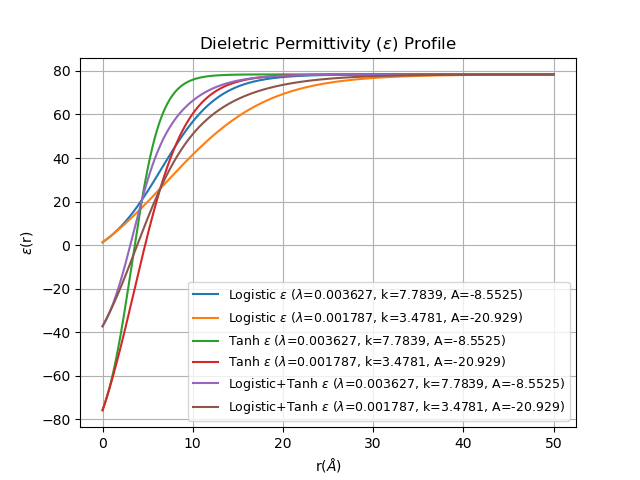 Dieletric Permittivity (ε) Profile
80
60
40
20
0
−20
−40
−60
−80
ε(r)
Logistic ε (λ=0.003627, k=7.7839, A=-8.5525)
Logistic ε (λ=0.001787, k=3.4781, A=-20.929)
Tanh ε (λ=0.003627, k=7.7839, A=-8.5525)
Tanh ε (λ=0.001787, k=3.4781, A=-20.929)
Logistic+Tanh ε (λ=0.003627, k=7.7839, A=-8.5525)
Logistic+Tanh ε (λ=0.001787, k=3.4781, A=-20.929)
0 10 20 30 40 50
r(Å)